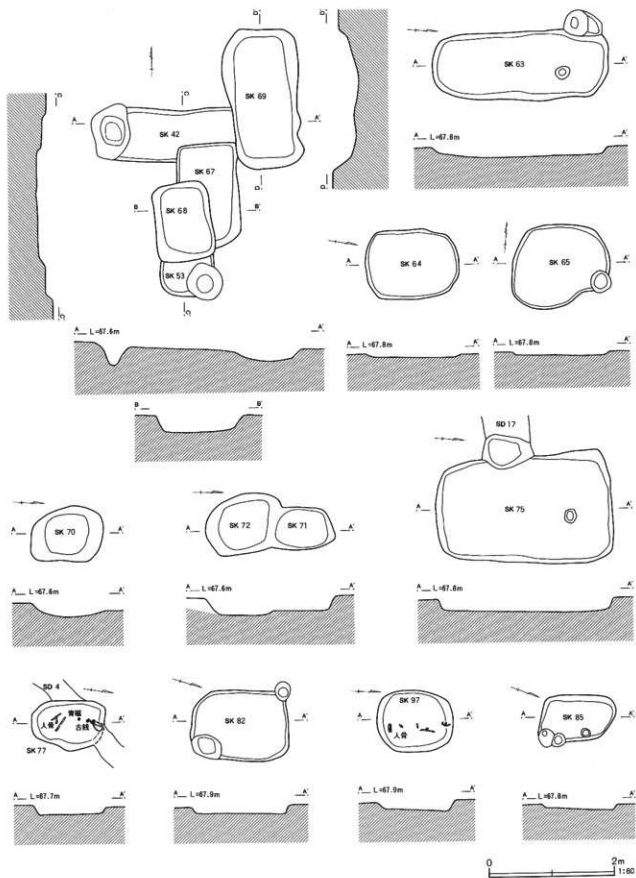 D'
D'
SK 69
C
A
A'
SK 42
SK 67
C
B
SK 68
B'
D
D'
SK 53
C'
C'
SK 63
A
A'
A L=67.8m
A'
SK 64
A
A'
SK 65
A
A'
A L=67.6m
A'
A L=67.8m
A'
A L=67.8m
A'
B
B'
SD 17
SK 75
A
A'
SK 70
A
A'
SK 72
SK 71
A
A'
A L=67.6m
A'
A L=67.6m
A'
A L=67.8m
A'
SD 4
青磁
人骨
古銭
A
A'
SK 77
SK 82
A
A'
SK 97
人骨
A
A'
SK 85
A
A'
A L=67.7m
A'
A L=67.9m
A'
A L=67.9m
A'
A L=67.8m
A'
0
2m
1:60